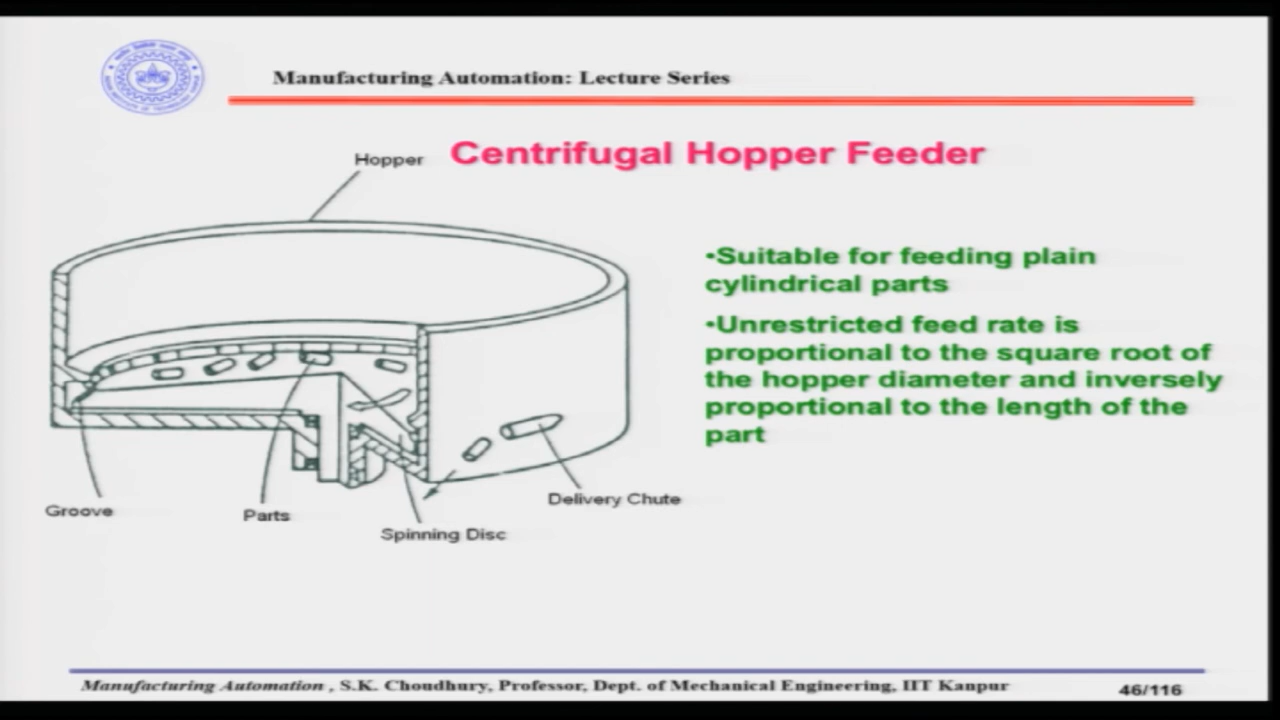 Manufacturing Automation: Lecture Series
Centrifugal Hopper Feeder
Hopper
•Suitable for feeding plain
cylindrical parts
•Unrestricted feed rate is
proportional to the square root of
the hopper diameter and inversely
proportional to the length of the
part
Groove
Parts
Spinning Disc
Delivery Chute
Manufacturing Automation , S.K. Choudhury, Professor, Dept. of Mechanical Engineering, IIT Kanpur
46/116